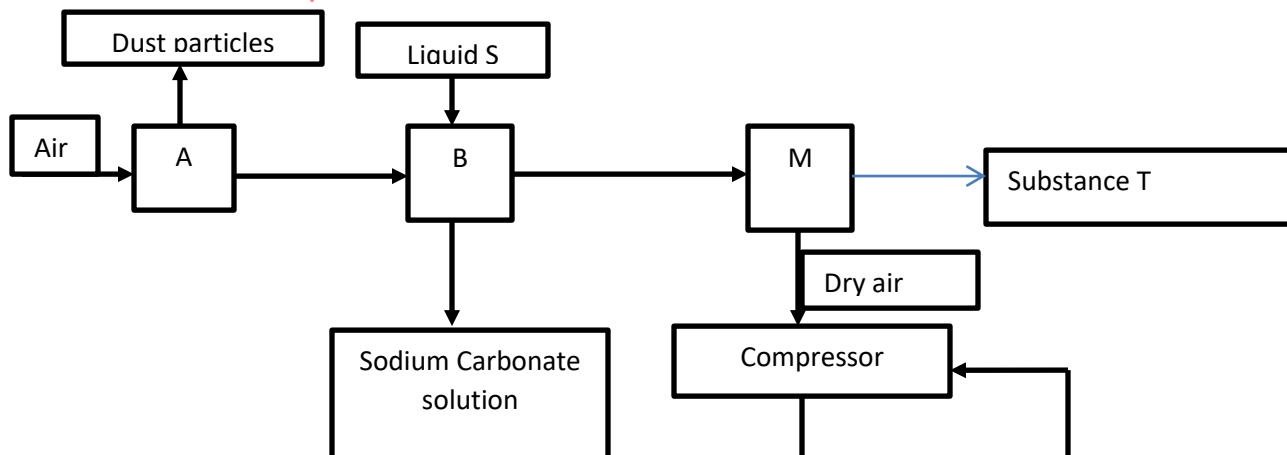 Dust particles
Liquid S
Air
A
B
M
Substance T
Dry air
Sodium Carbonate
solution
Compressor